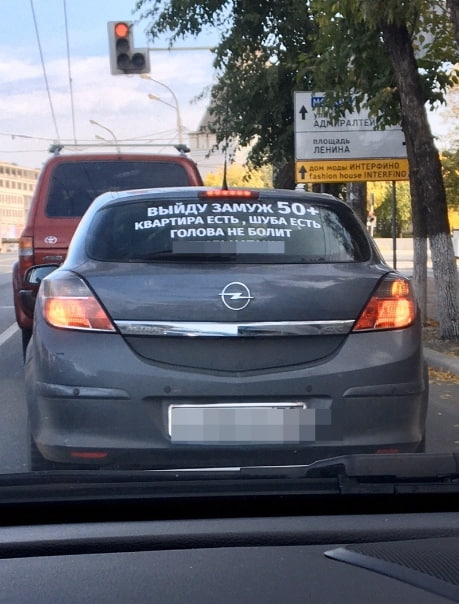 АДМИРАЛТЕЙ
ПЛОЩАДЬ
ЛЕНИНА
ДОМ МОДЫ ИНТЕРФИНО
fashion house INTERFINO
ВЫЙДУ ЗАМУЖ 50+
КВАРТИРА ЕСТЬ , ШУБА ЕСТЬ
ГОЛОВА НЕ БОЛИТ
ASTRA